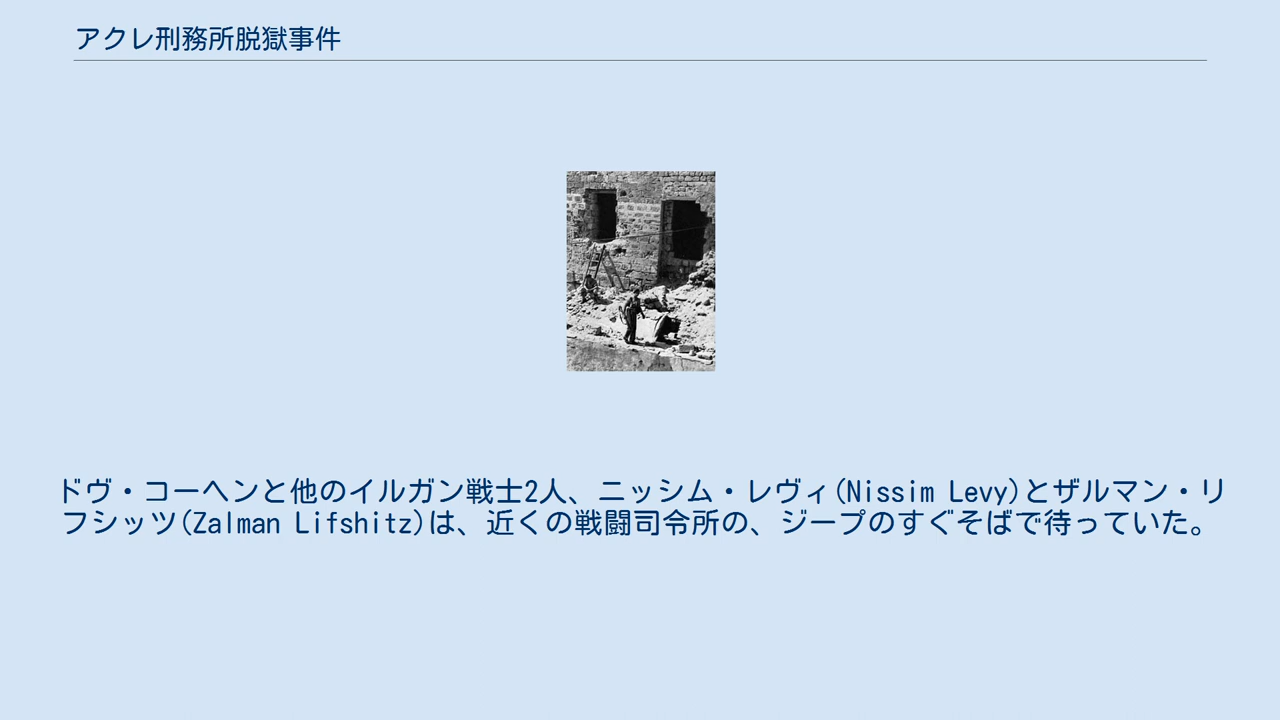 アクレ刑務所脱獄事件
ドヴ・コーヘンと他のイルガン戦士2人、ニッシム・レヴィ(Nissim Levy)とザルマン・リ
フシッツ(Zalman Lifshitz)は、近くの戦闘司令所の、ジープのすぐそばで待っていた。